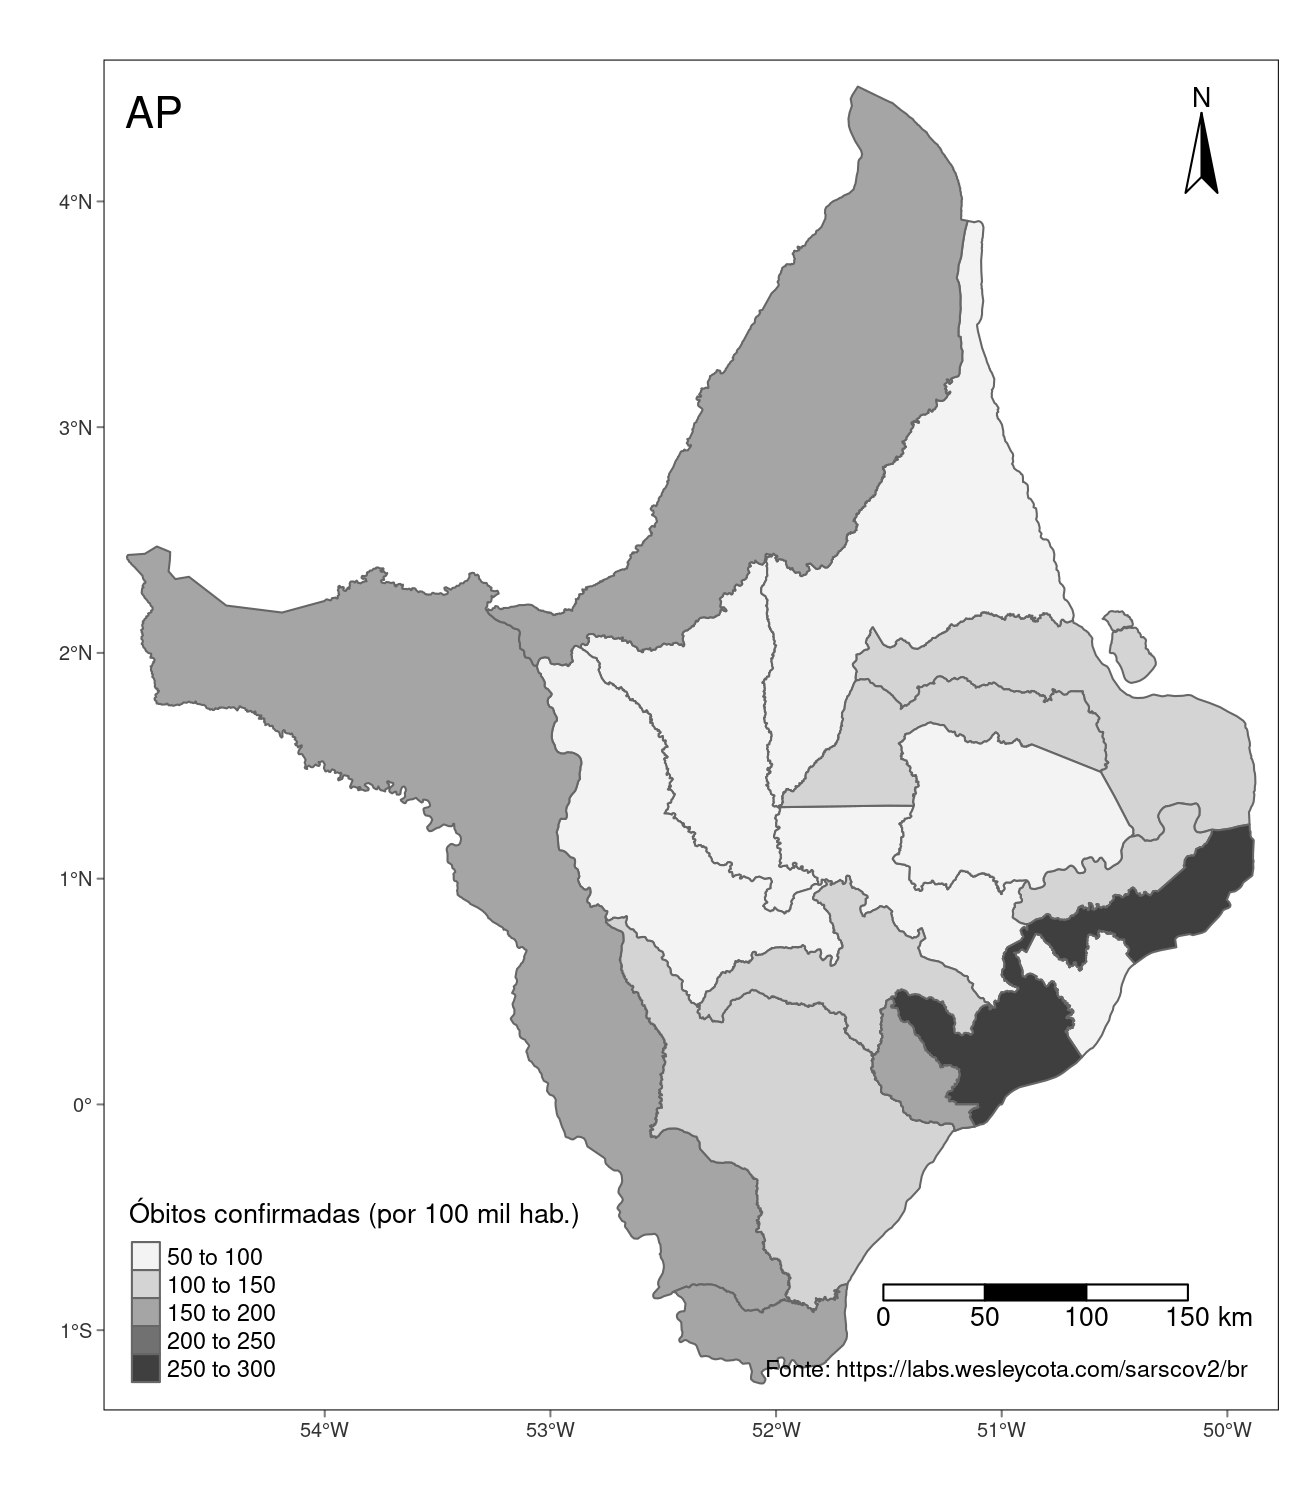 AP
N
4°N
3°N
2°N
1°N
0°
1°S
Óbitos confirmadas (por 100 mil hab.)
50 to 100
100 to 150
150 to 200
200 to 250
250 to 300
0 50 100 150 km
Fonte: https://labs.wesleycota.com/sarscov2/br
54°W 53°W 52°W 51°W 50°W